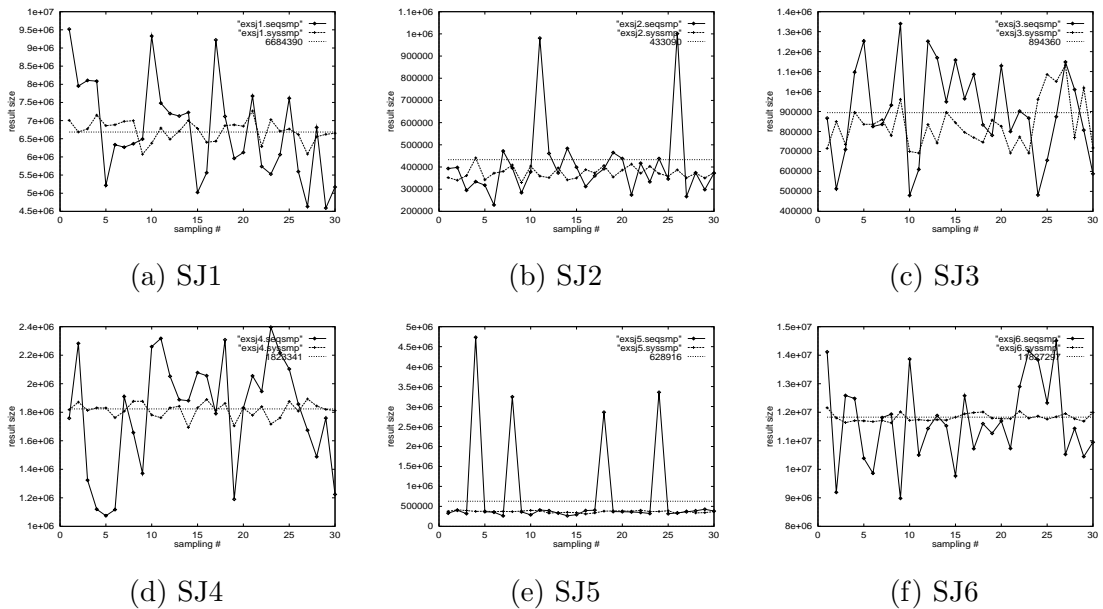 1e+07
9.5e+06
9e+06
8.5e+06
8e+06
7.5e+06
7e+06
6.5e+06
6e+06
5.5e+06
5e+06
4.5e+06
result size
"exsj1.seqsmp"
"exsj1.syssmp"
6684390
0 5 10 15 20 25 30
sampling #
(a) SJ1
1.1e+06
1e+06
900000
800000
700000
600000
500000
400000
300000
200000
result size
"exsj2.seqsmp"
"exsj2.syssmp"
433090
0 5 10 15 20 25 30
sampling #
(b) SJ2
1.4e+06
1.3e+06
1.2e+06
1.1e+06
1e+06
900000
800000
700000
600000
500000
400000
result size
"exsj3.seqsmp"
"exsj3.syssmp"
894360
0 5 10 15 20 25 30
sampling #
(c) SJ3
2.4e+06
2.2e+06
2e+06
1.8e+06
1.6e+06
1.4e+06
1.2e+06
1e+06
result size
"exsj4.seqsmp"
"exsj4.syssmp"
1823341
0 5 10 15 20 25 30
sampling #
(d) SJ4
5e+06
4.5e+06
4e+06
3.5e+06
3e+06
2.5e+06
2e+06
1.5e+06
1e+06
500000
0
result size
"exsj5.seqsmp"
"exsj5.syssmp"
628916
0 5 10 15 20 25 30
sampling #
(e) SJ5
1.5e+07
1.4e+07
1.3e+07
1.2e+07
1.1e+07
1e+07
9e+06
8e+06
result size
"exsj6.seqsmp"
"exsj6.syssmp"
11827297
0 5 10 15 20 25 30
sampling #
(f) SJ6